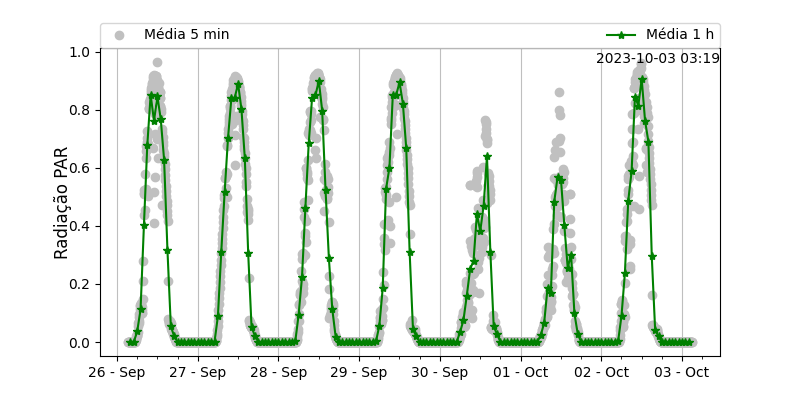 Média 5 min Média 1 h
2023-10-03 03:19
Radiação PAR
1.0
0.8
0.6
0.4
0.2
0.0
26 - Sep 27 - Sep 28 - Sep 29 - Sep 30 - Sep 01 - Oct 02 - Oct 03 - Oct